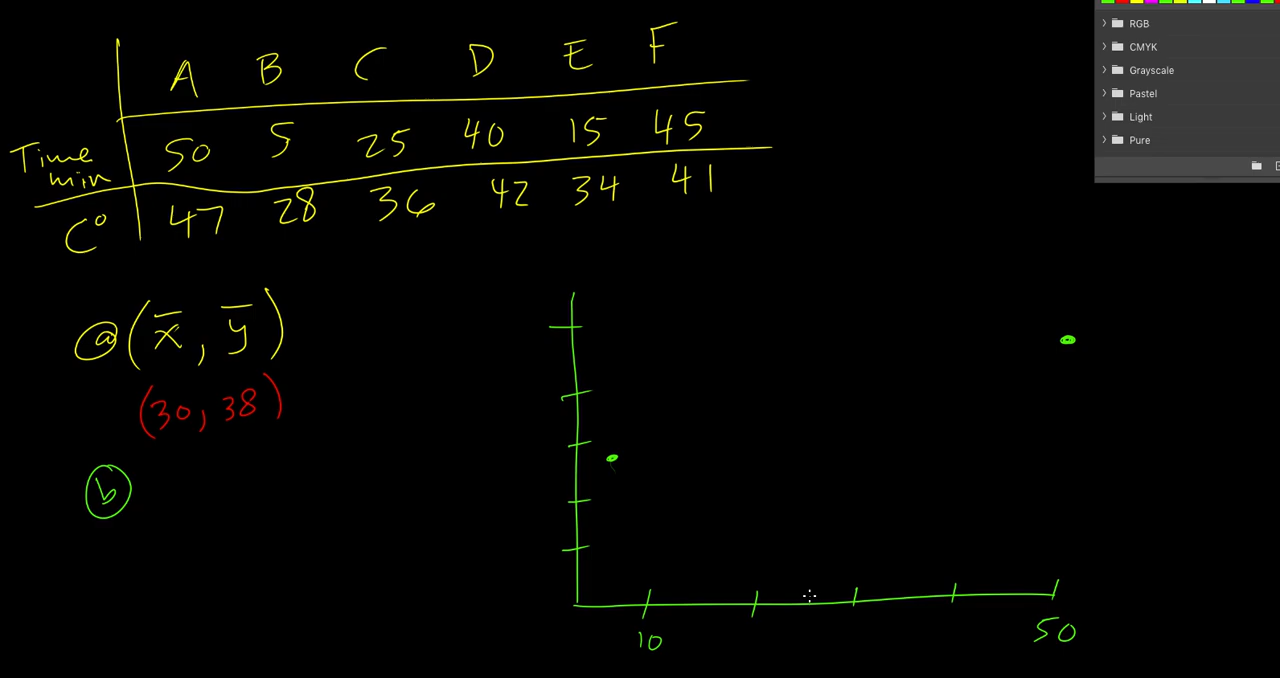 A B C D E F
Time min 50 5 25 40 15 45
C° 47 28 36 42 34 41
ⓐ (x̄, ȳ)
(30, 38)
ⓑ
10 50
RGB
CMYK
Grayscale
Pastel
Light
Pure